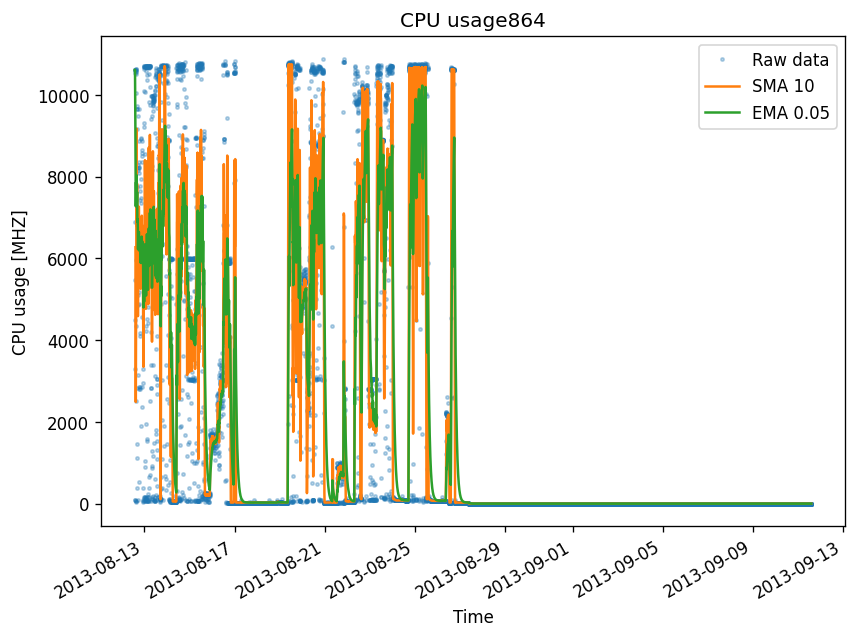 CPU usage864
Raw data
SMA 10
EMA 0.05
CPU usage [MHZ]
10000
8000
6000
4000
2000
0
2013-08-13
2013-08-17
2013-08-21
2013-08-25
2013-08-29
2013-09-01
2013-09-05
2013-09-09
2013-09-13
Time